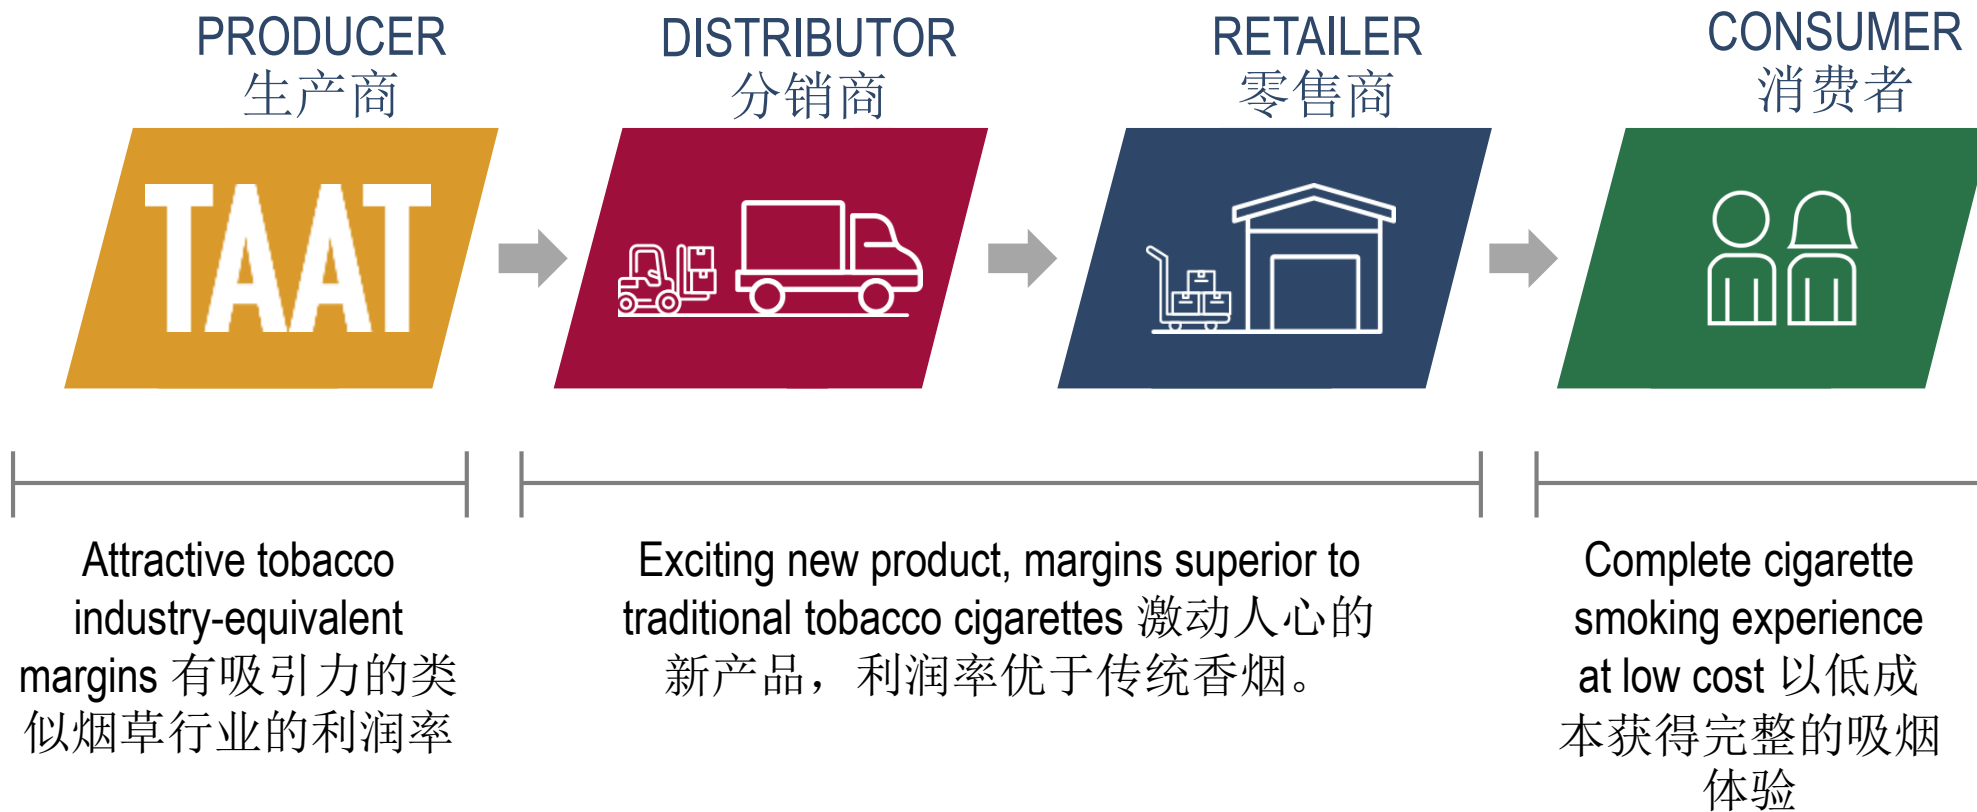 PRODUCER
生产商
DISTRIBUTOR
分销商
RETAILER
零售商
CONSUMER
消费者
TAAT
Attractive tobacco
industry-equivalent
margins 有吸引力的类
似烟草行业的利润率
Exciting new product, margins superior to
traditional tobacco cigarettes 激动人心的
新产品，利润率优于传统香烟。
Complete cigarette
smoking experience
at low cost 以低成
本获得完整的吸烟
体验